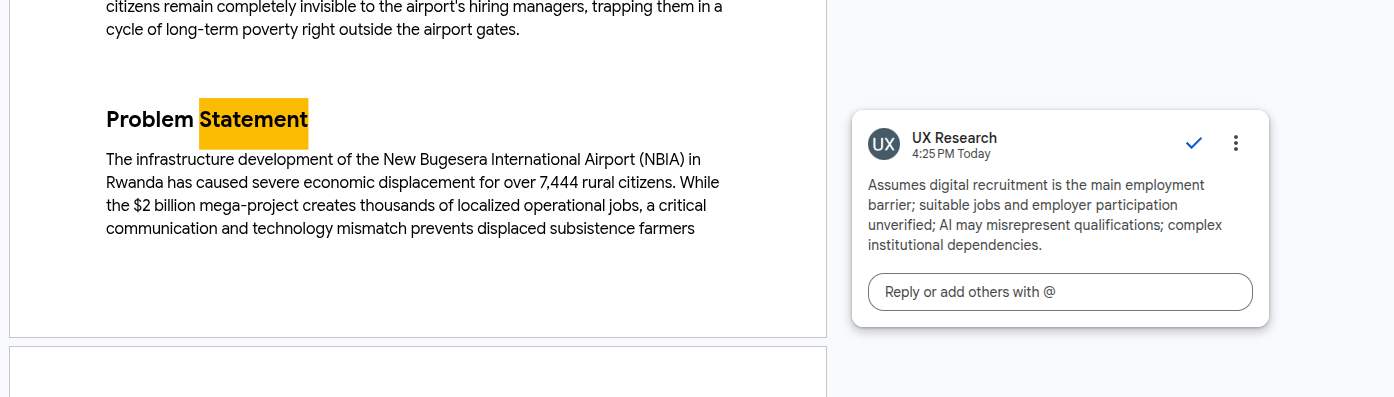 citizens remain completely invisible to the airport's hiring managers, trapping them in a
cycle of long-term poverty right outside the airport gates.
Problem Statement
The infrastructure development of the New Bugesera International Airport (NBIA) in
Rwanda has caused severe economic displacement for over 7,444 rural citizens. While
the $2 billion mega-project creates thousands of localized operational jobs, a critical
communication and technology mismatch prevents displaced subsistence farmers
UX
UX Research
4:25 PM Today
Assumes digital recruitment is the main employment
barrier; suitable jobs and employer participation
unverified; AI may misrepresent qualifications; complex
institutional dependencies.
Reply or add others with @